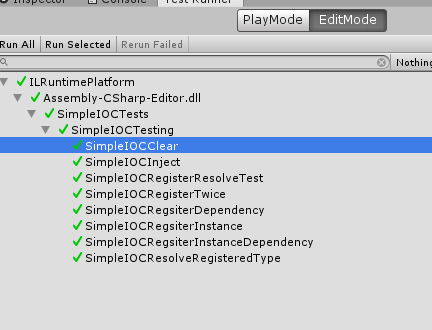 Inspector Console Test Runner
PlayMode EditMode
Run All Run Selected Rerun Failed
Nothing
ILRuntimePlatform
Assembly-CSharp-Editor.dll
SimpleIOCTests
SimpleIOCTesting
SimpleIOCClear
SimpleIOCInject
SimpleIOCRegisterResolveTest
SimpleIOCRegisterTwice
SimpleIOCRegsiterDependency
SimpleIOCRegsiterInstance
SimpleIOCRegsiterInstanceDependency
SimpleIOCResolveRegisteredType